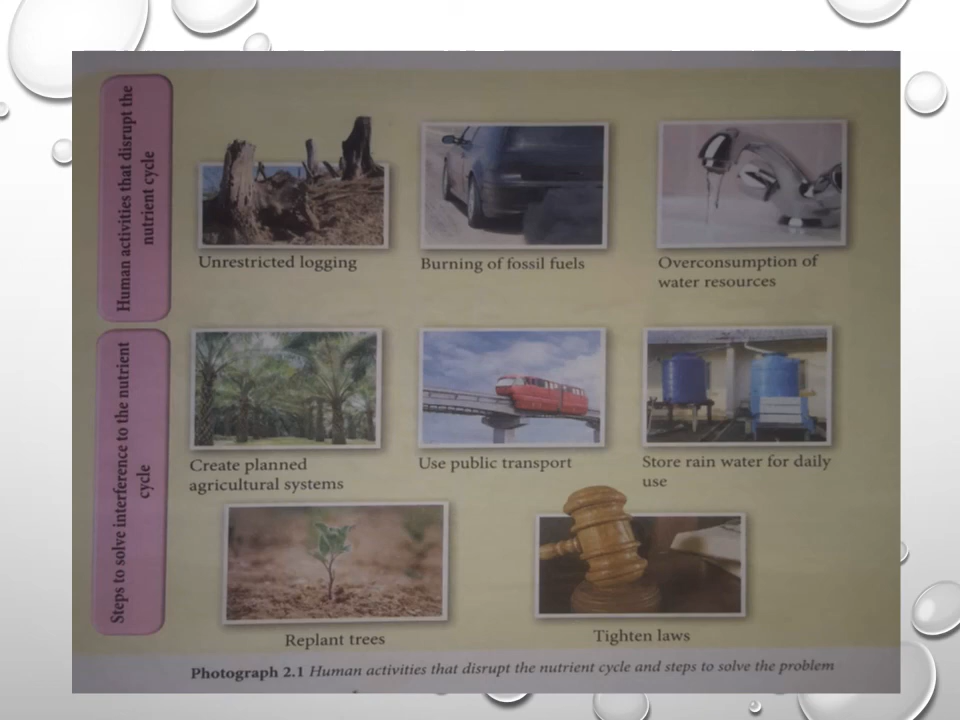 Human activities that disrupt the
nutrient cycle
Unrestricted logging
Burning of fossil fuels
Overconsumption of
water resources
Steps to solve interference to the nutrient
cycle
Create planned
agricultural systems
Use public transport
Store rain water for daily
use
Replant trees
Tighten laws
Photograph 2.1 Human activities that disrupt the nutrient cycle and steps to solve the problem